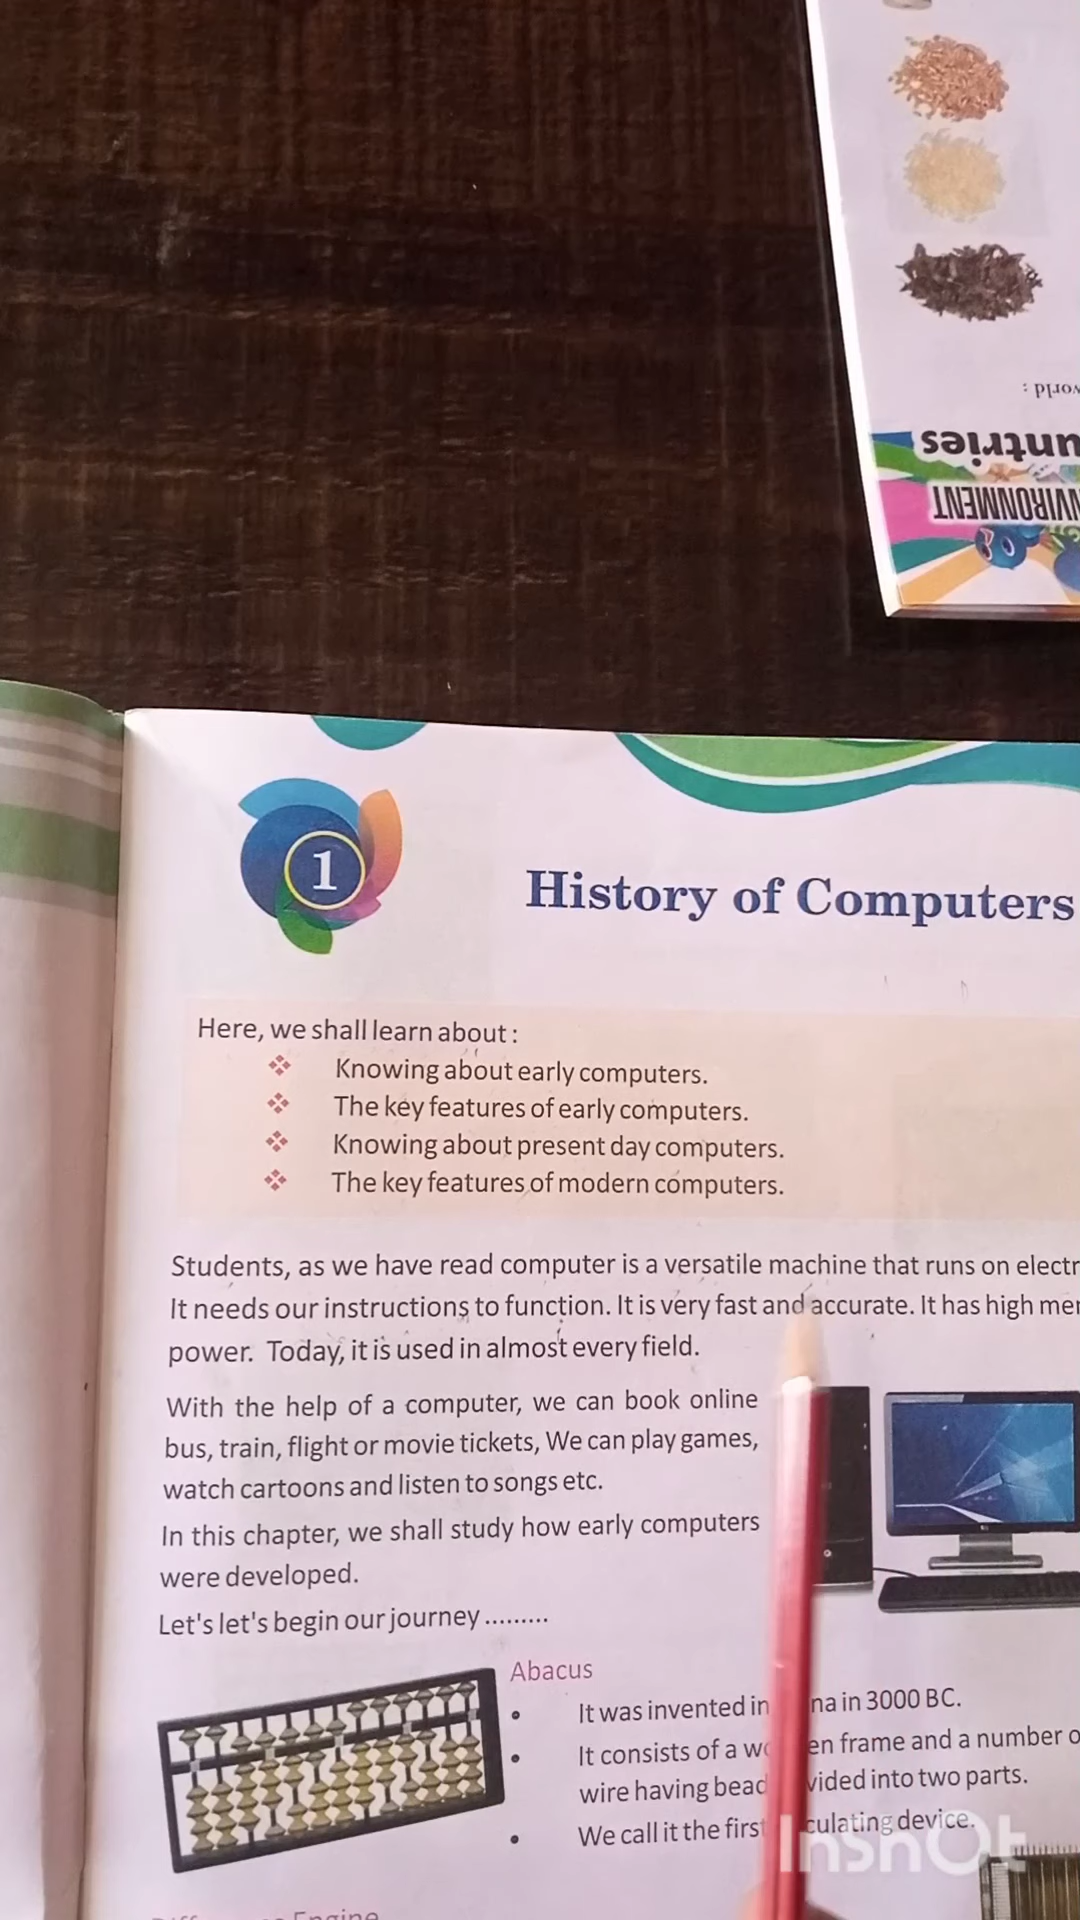 vorld :
untries
NVIRONMENT
1
History of Computers
Here, we shall learn about :
Knowing about early computers.
The key features of early computers.
Knowing about present day computers.
The key features of modern computers.
Students, as we have read computer is a versatile machine that runs on electr
It needs our instructions to function. It is very fast and accurate. It has high mem
power. Today, it is used in almost every field.
With the help of a computer, we can book online
bus, train, flight or movie tickets, We can play games,
watch cartoons and listen to songs etc.
In this chapter, we shall study how early computers
were developed.
Let's let's begin our journey .........
Abacus
• It was invented in na in 3000 BC.
• It consists of a wo en frame and a number o
wire having bead vided into two parts.
• We call it the first culating device.
InShOt
Engine